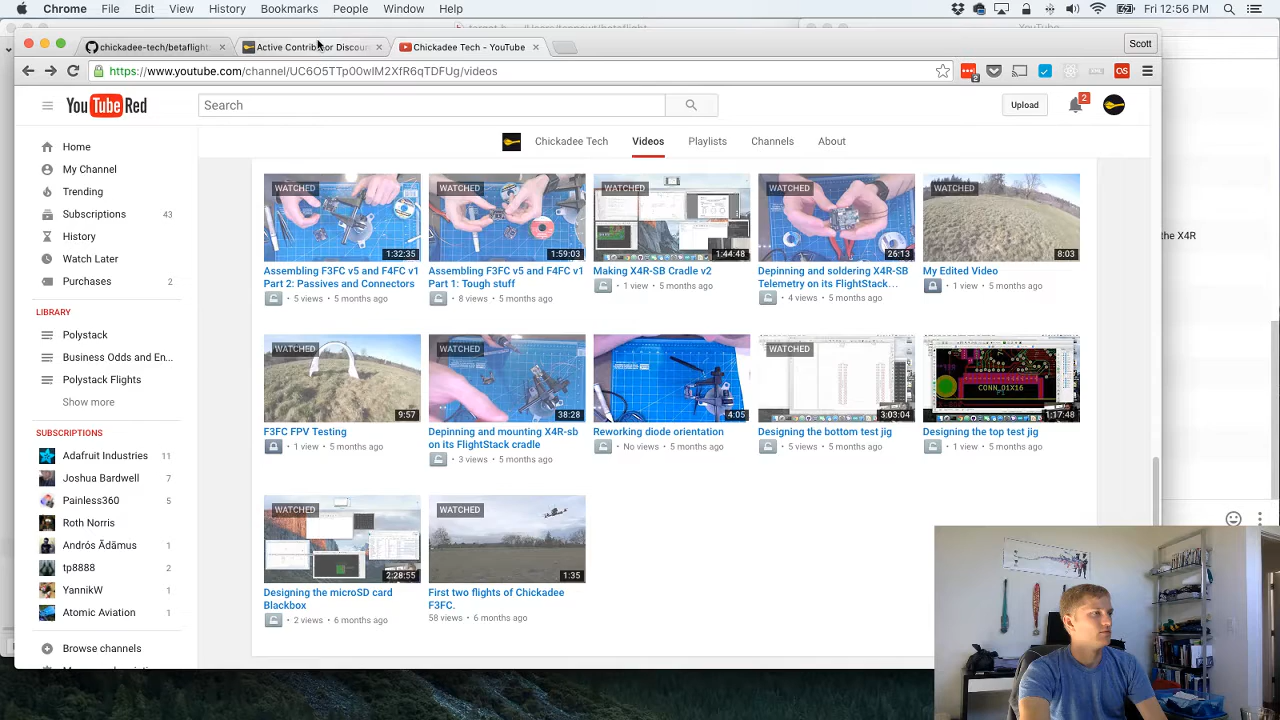 Chrome File Edit View History Bookmarks People Window Help Fri 12:56 PM
chickadee-tech/betaflight Active Contributor Discoun Chickadee Tech - YouTube Scott
https://www.youtube.com/channel/UC6O5TTp00wIM2XfR6qTDFUg/videos
YouTube Red Search Upload 2
Chickadee Tech Videos Playlists Channels About
Home
My Channel
Trending
Subscriptions 43
History
Watch Later
Purchases 2
LIBRARY
Polystack
Business Odds and En...
Polystack Flights
Show more
SUBSCRIPTIONS
Adafruit Industries 11
Joshua Bardwell 7
Painless360 5
Roth Norris
Andrós Ãdāmus 1
tp8888 2
YannikW 1
Atomic Aviation 1
Browse channels
WATCHED 1:32:35
Assembling F3FC v5 and F4FC v1
Part 2: Passives and Connectors
• 5 views • 5 months ago
WATCHED 1:59:03
Assembling F3FC v5 and F4FC v1
Part 1: Tough stuff
• 8 views • 5 months ago
WATCHED 1:44:48
Making X4R-SB Cradle v2
• 1 view • 5 months ago
WATCHED 26:13
Depinning and soldering X4R-SB
Telemetry on its FlightStack...
• 4 views • 5 months ago
WATCHED 8:03
My Edited Video
• 1 view • 5 months ago
the X4R
WATCHED 9:57
F3FC FPV Testing
• 1 view • 5 months ago
WATCHED 38:28
Depinning and mounting X4R-sb
on its FlightStack cradle
• 3 views • 5 months ago
WATCHED 4:05
Reworking diode orientation
• No views • 5 months ago
WATCHED 3:03:04
Designing the bottom test jig
• 5 views • 5 months ago
WATCHED CONN_01X16 P1 1:17:48
Designing the top test jig
• 1 view • 5 months ago
WATCHED 2:28:55
Designing the microSD card
Blackbox
• 2 views • 6 months ago
WATCHED 1:35
First two flights of Chickadee
F3FC.
58 views • 6 months ago